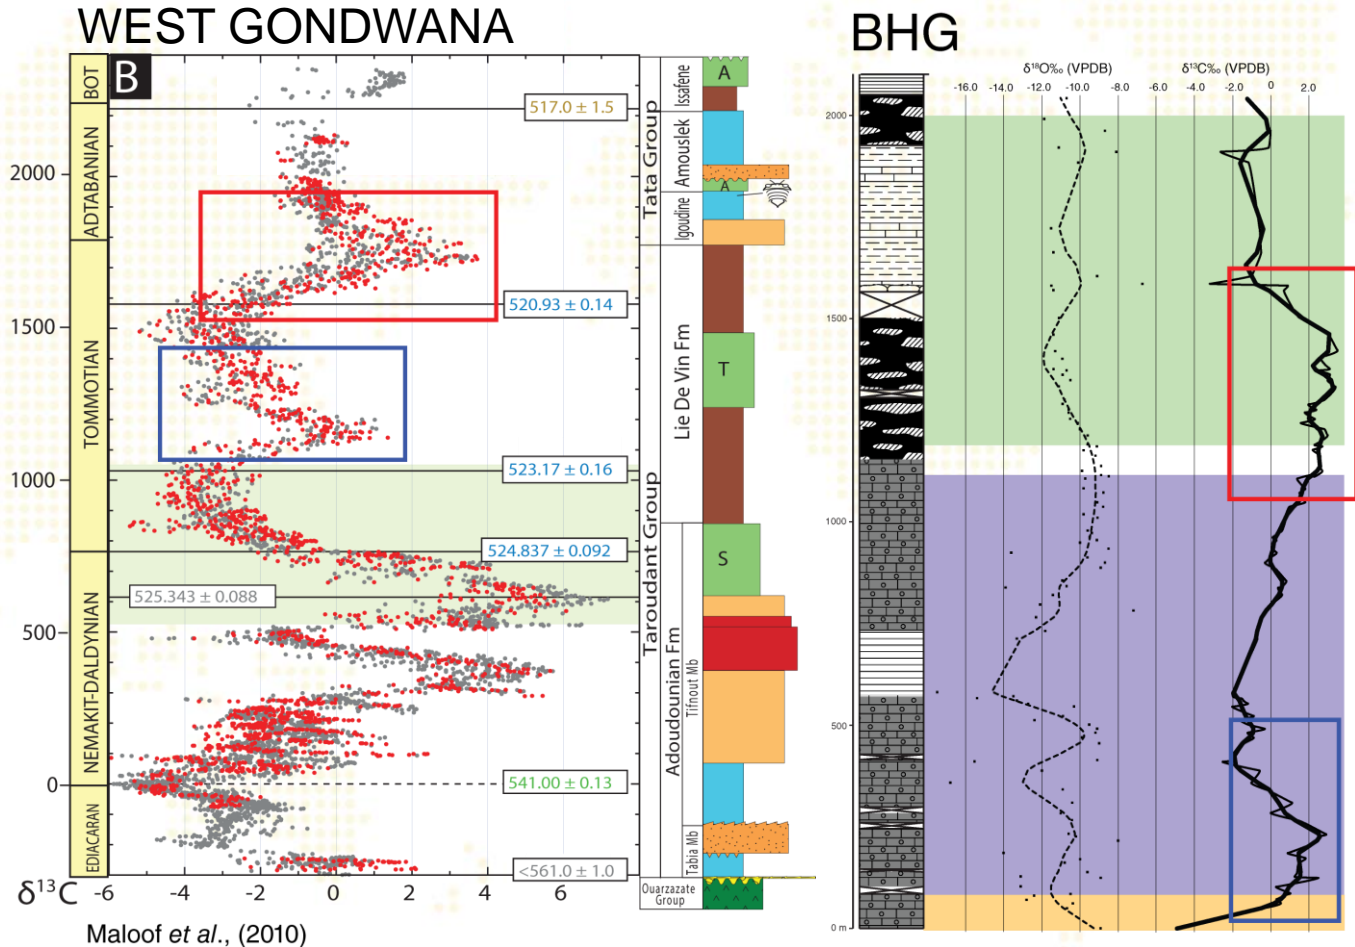 WEST GONDWANA
BHG
B
BOT
ADTABANIAN
TOMMOTIAN
NEMAKIT-DALDYNIAN
EDIACARAN
2000
1500
1000
500
0
517.0 ± 1.5
520.93 ± 0.14
523.17 ± 0.16
524.837 ± 0.092
525.343 ± 0.088
541.00 ± 0.13
<561.0 ± 1.0
δ¹³C
-6 -4 -2 0 2 4 6
Maloof et al., (2010)
Tata Group
Taroudant Group
Issafene
Amouslek
Igoudine
Lie De Vin Fm
Adoudounian Fm
Tifnout Mb
Tabia Mb
Ouarzazate
Group
A
A
T
S
δ¹⁸O‰ (VPDB) δ¹³C‰ (VPDB)
-16.0 -14.0 -12.0 -10.0 -8.0 -6.0 -4.0 -2.0 0 2.0
2000
1500
1000
500
0 m